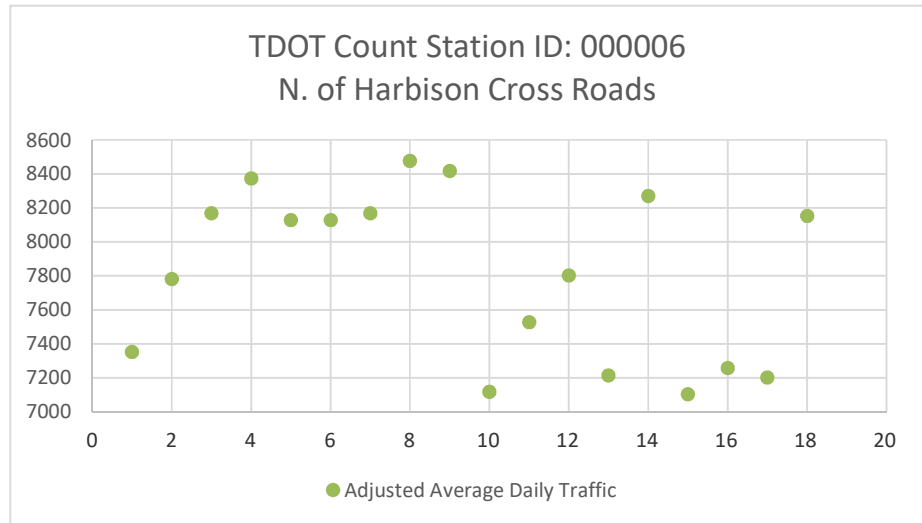 TDOT Count Station ID: 000006
N. of Harbison Cross Roads
8600
8400
8200
8000
7800
7600
7400
7200
7000
0 2 4 6 8 10 12 14 16 18 20
Adjusted Average Daily Traffic